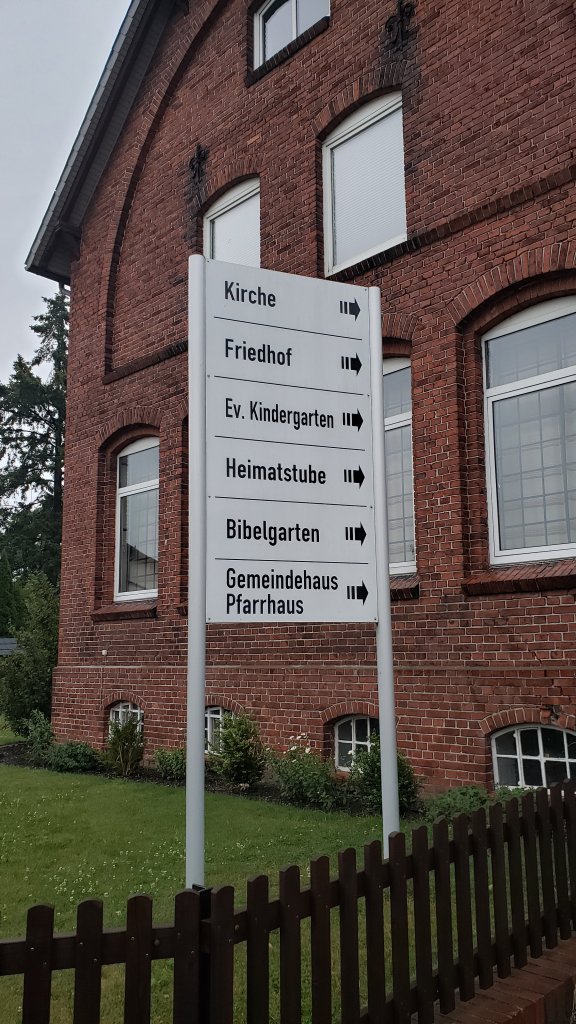 Kirche
Friedhof
Ev. Kindergarten
Heimatstube
Bibelgarten
Gemeindehaus
Pfarrhaus